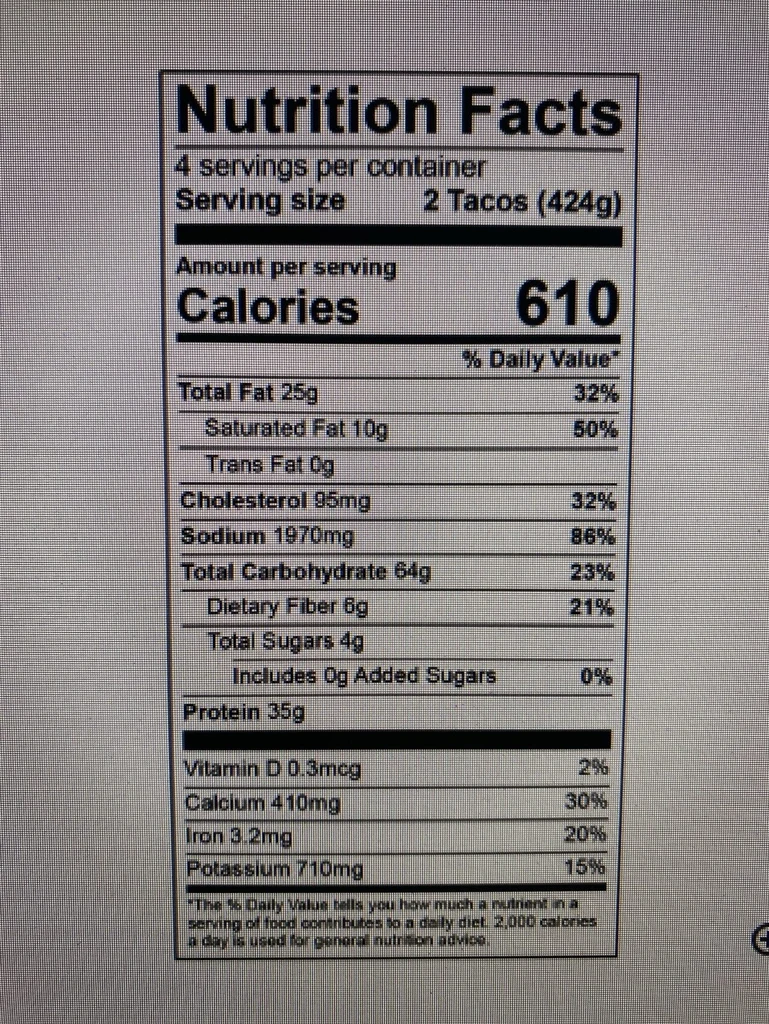 Nutrition Facts
4 servings per container
Serving size 2 Tacos (424g)
Amount per serving
Calories 610
% Daily Value*
Total Fat 25g 32%
Saturated Fat 10g 50%
Trans Fat 0g
Cholesterol 95mg 32%
Sodium 1970mg 86%
Total Carbohydrate 64g 23%
Dietary Fiber 6g 21%
Total Sugars 4g
Includes 0g Added Sugars 0%
Protein 35g
Vitamin D 0.3mcg 2%
Calcium 410mg 30%
Iron 3.2mg 20%
Potassium 710mg 15%
*The % Daily Value tells you how much a nutrient in a
serving of food contributes to a daily diet. 2,000 calories
a day is used for general nutrition advice.